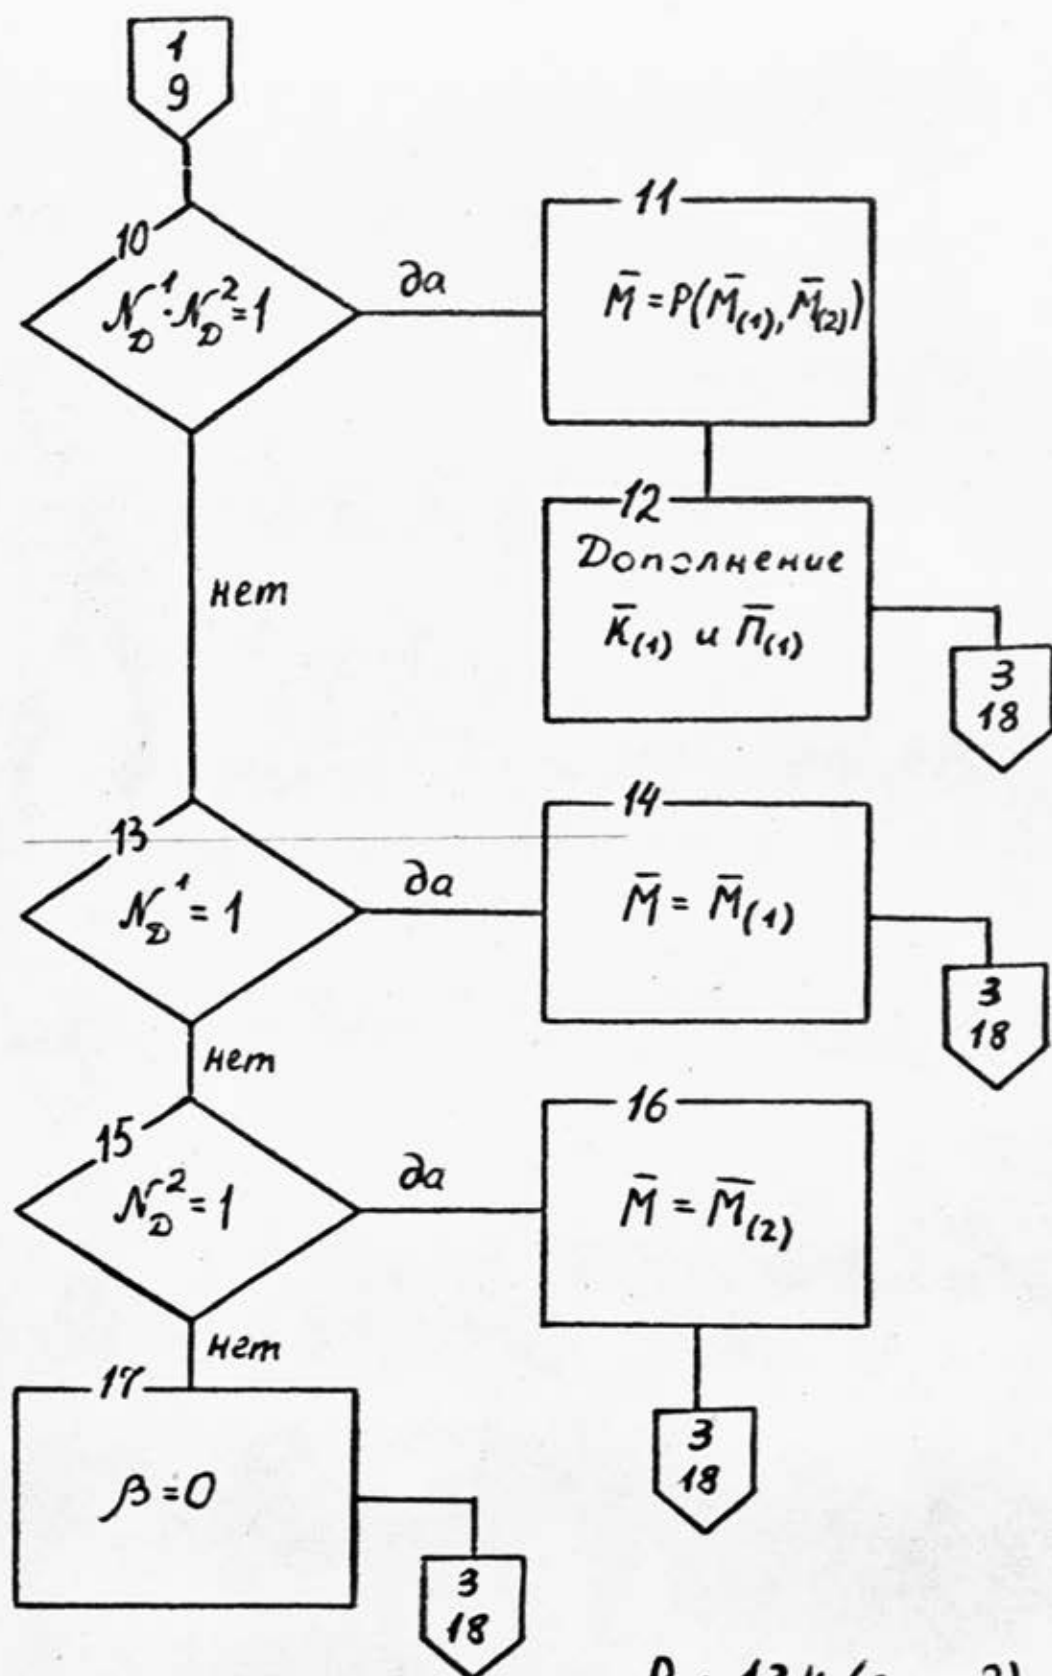 1
9
10
N_D^1 · N_D^2 = 1
да
11
M̄ = P(M̄_(1), M̄_(2))
12
Дополнение
K̄_(1) и П̄_(1)
3
18
нет
13
N_D^1 = 1
да
14
M̄ = M̄_(1)
3
18
нет
15
N_D^2 = 1
да
16
M̄ = M̄_(2)
3
18
нет
17
β = 0
3
18